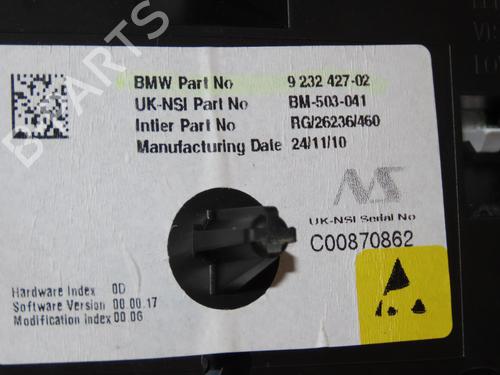 BMW Part No 9 232 427-02
UK-NSI Part No BM-503-041
Intier Part No RG/26236/460
Manufacturing Date 24/11/10
NS
UK-NSI Serial No
C00870862
Hardware Index 0D
Software Version 00.00.17
Modification Index 00.0G